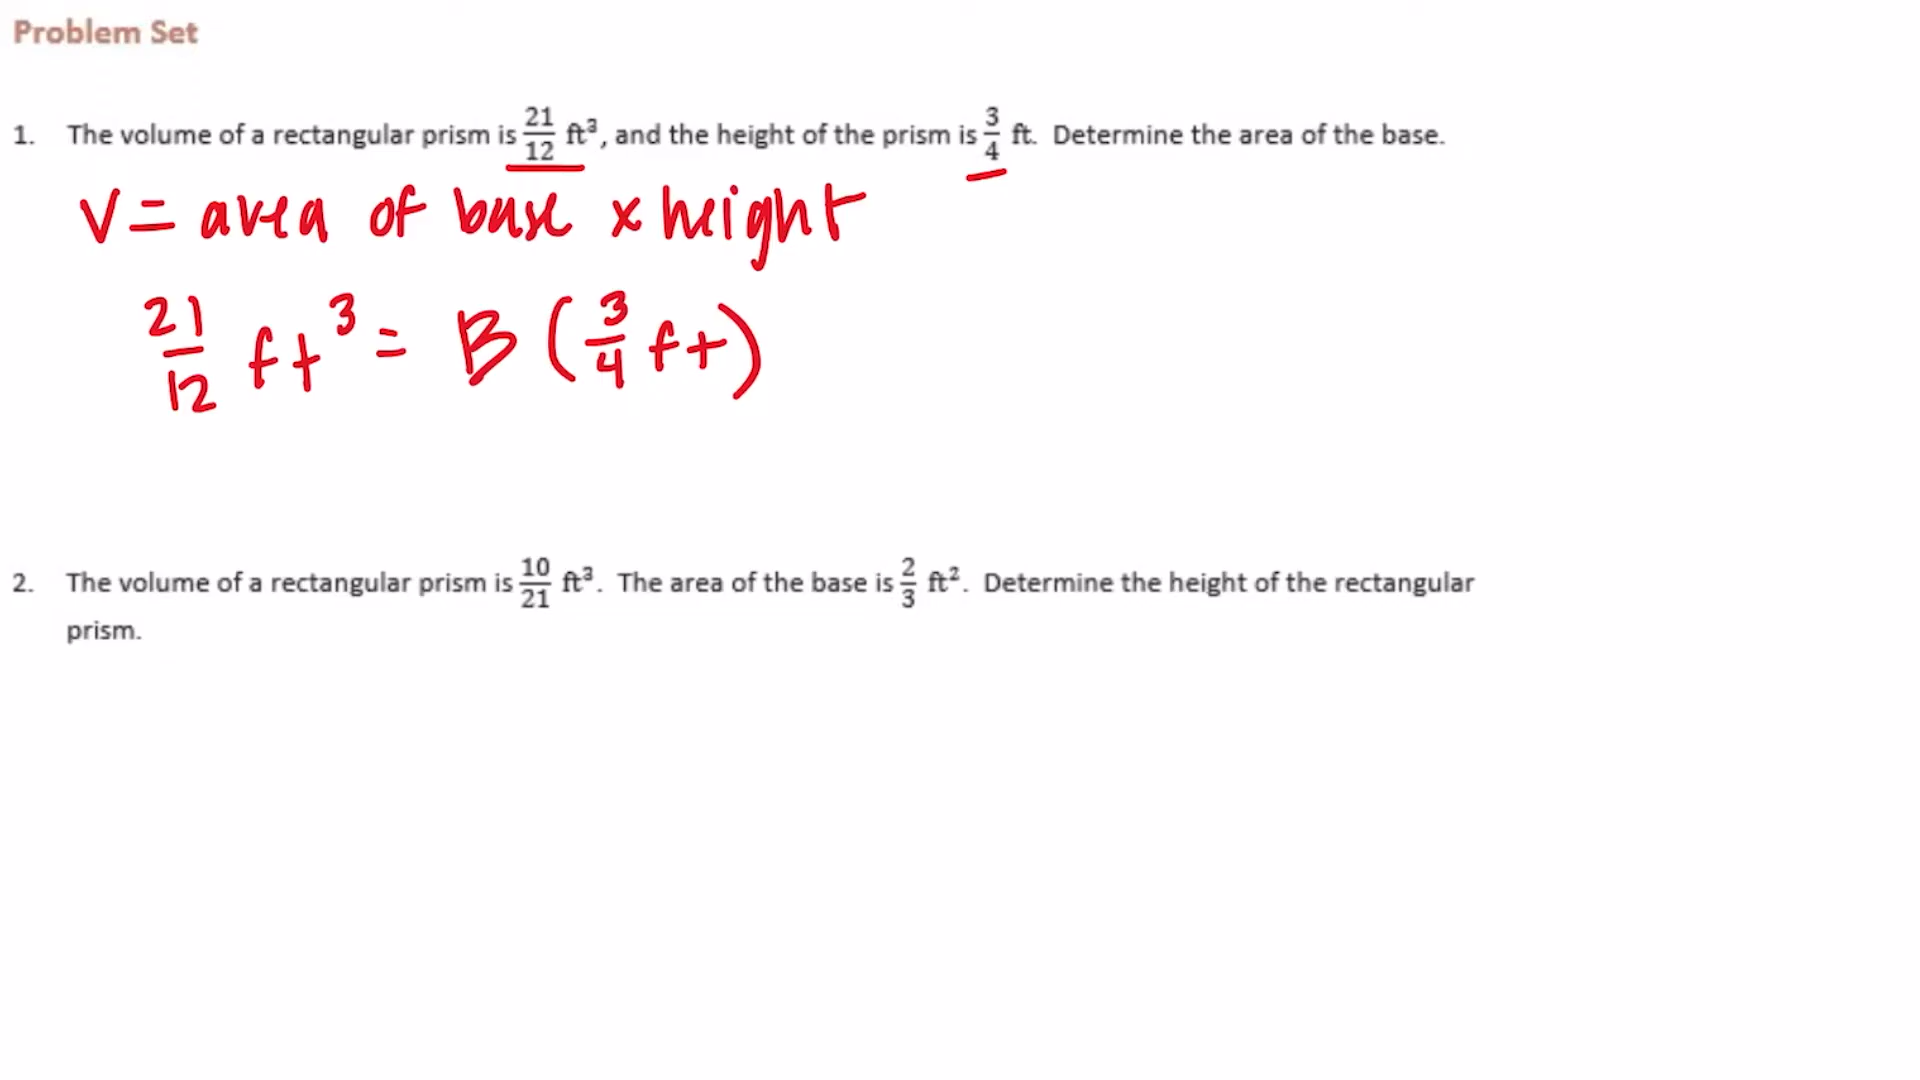 Problem Set
1. The volume of a rectangular prism is 21/12 ft³, and the height of the prism is 3/4 ft. Determine the area of the base.
V = area of base x height
21/12 ft³ = B (3/4 ft)
2. The volume of a rectangular prism is 10/21 ft³. The area of the base is 2/3 ft². Determine the height of the rectangular
prism.